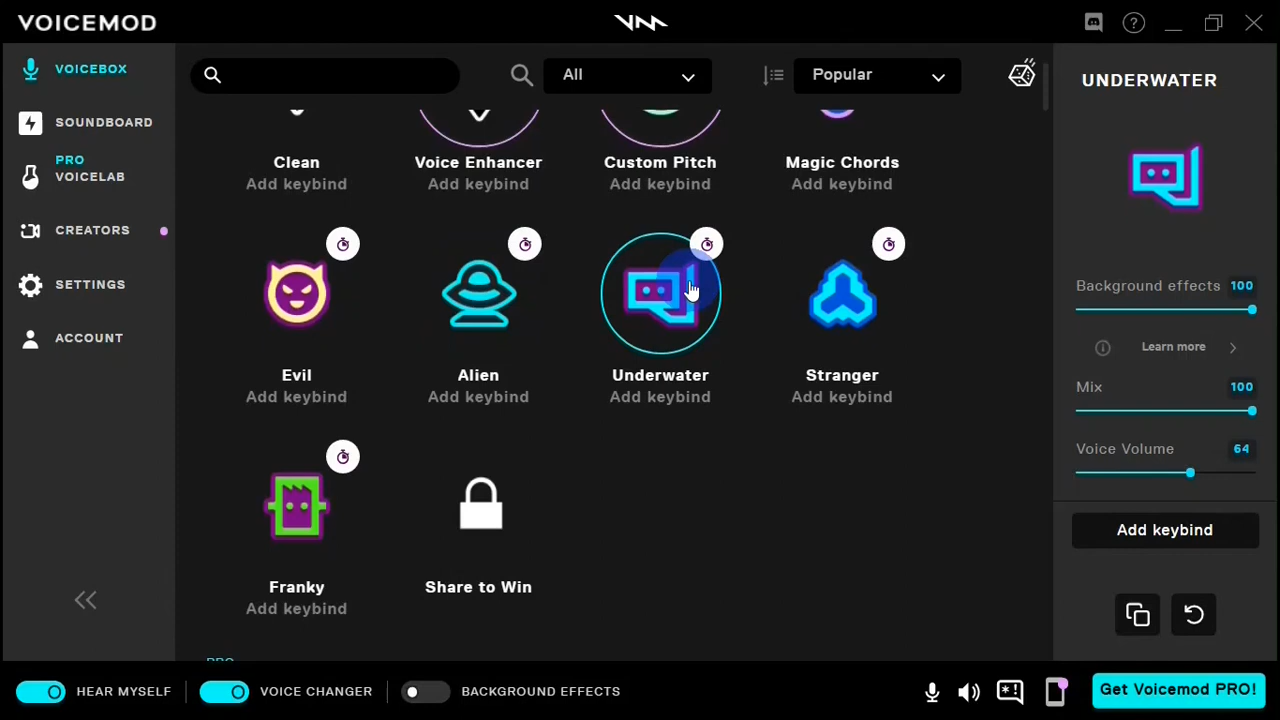 VOICEMOD
VOICEBOX
SOUNDBOARD
PRO
VOICELAB
CREATORS
SETTINGS
ACCOUNT
All
Popular
Clean
Add keybind
Voice Enhancer
Add keybind
Custom Pitch
Add keybind
Magic Chords
Add keybind
Evil
Add keybind
Alien
Add keybind
Underwater
Add keybind
Stranger
Add keybind
Franky
Add keybind
Share to Win
UNDERWATER
Background effects 100
Learn more
Mix 100
Voice Volume 64
Add keybind
HEAR MYSELF
VOICE CHANGER
BACKGROUND EFFECTS
Get Voicemod PRO!